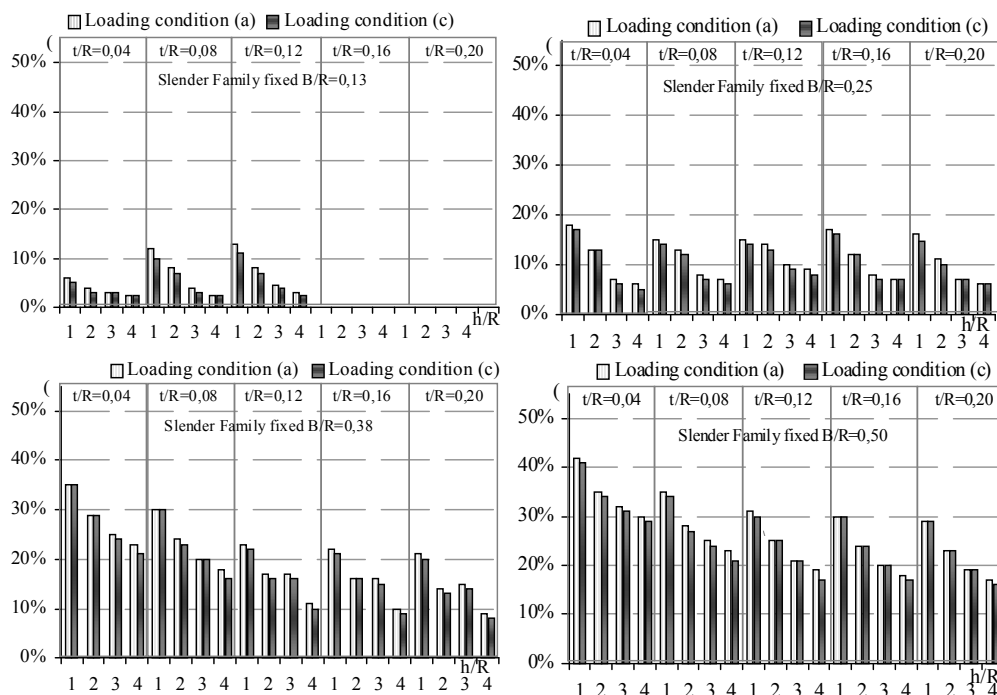 Loading condition (a) Loading condition (c)
(
t/R=0,04 t/R=0,08 t/R=0,12 t/R=0,16 t/R=0,20
50%
Slender Family fixed B/R=0,13
40%
30%
20%
10%
0%
h/R
1 2 3 4 1 2 3 4 1 2 3 4 1 2 3 4 1 2 3 4
Loading condition (a) Loading condition (c)
(
t/R=0,04 t/R=0,08 t/R=0,12 t/R=0,16 t/R=0,20
50%
Slender Family fixed B/R=0,25
40%
30%
20%
10%
0%
h/R
1 2 3 4 1 2 3 4 1 2 3 4 1 2 3 4 1 2 3 4
Loading condition (a) Loading condition (c)
(
t/R=0,04 t/R=0,08 t/R=0,12 t/R=0,16 t/R=0,20
50%
Slender Family fixed B/R=0,38
40%
30%
20%
10%
0%
h/R
1 2 3 4 1 2 3 4 1 2 3 4 1 2 3 4 1 2 3 4
Loading condition (a) Loading condition (c)
(
t/R=0,04 t/R=0,08 t/R=0,12 t/R=0,16 t/R=0,20
50%
Slender Family fixed B/R=0,50
40%
30%
20%
10%
0%
h/R
1 2 3 4 1 2 3 4 1 2 3 4 1 2 3 4 1 2 3 4